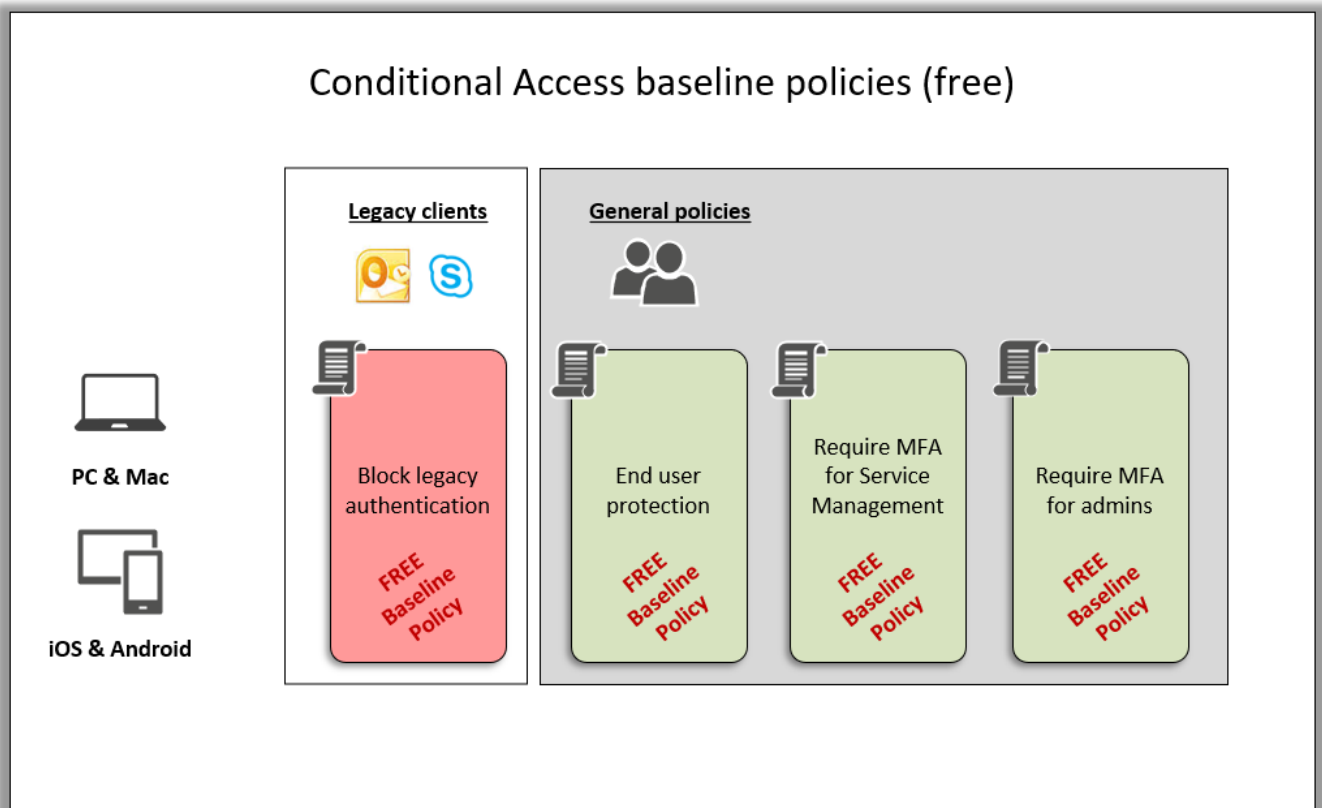 Conditional Access baseline policies (free)
Legacy clients
General policies
PC & Mac
iOS & Android
Block legacy
authentication
FREE
Baseline
Policy
End user
protection
FREE
Baseline
Policy
Require MFA
for Service
Management
FREE
Baseline
Policy
Require MFA
for admins
FREE
Baseline
Policy